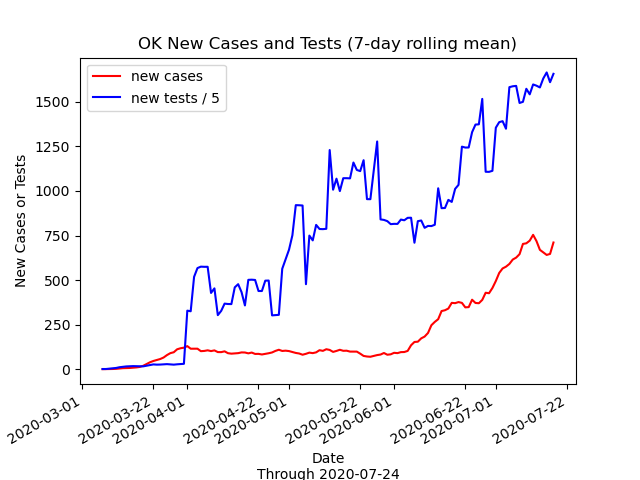 OK New Cases and Tests (7-day rolling mean)
new cases
new tests / 5
New Cases or Tests
1500
1250
1000
750
500
250
0
2020-03-01
2020-03-22
2020-04-01
2020-04-22
2020-05-01
2020-05-22
2020-06-01
2020-06-22
2020-07-01
2020-07-22
Date
Through 2020-07-24